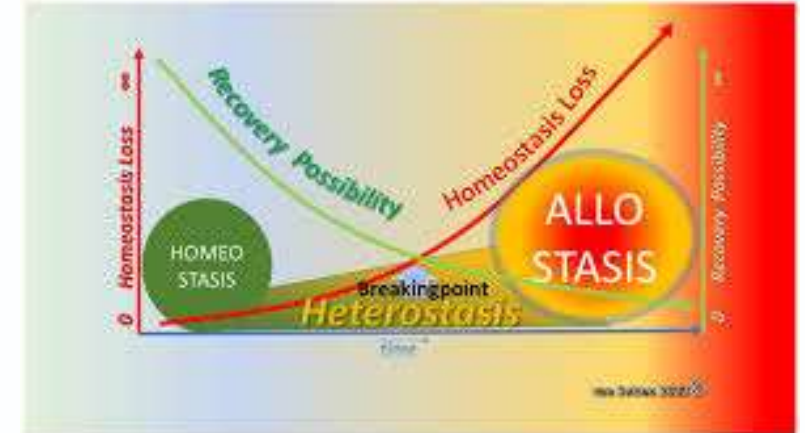 Recovery Possibility
Homeostasis Loss
0 Homeostasis Loss ∞
HOMEO
STASIS
ALLO
STASIS
Breakingpoint
Heterostasis
time
0 Recovery Possibility